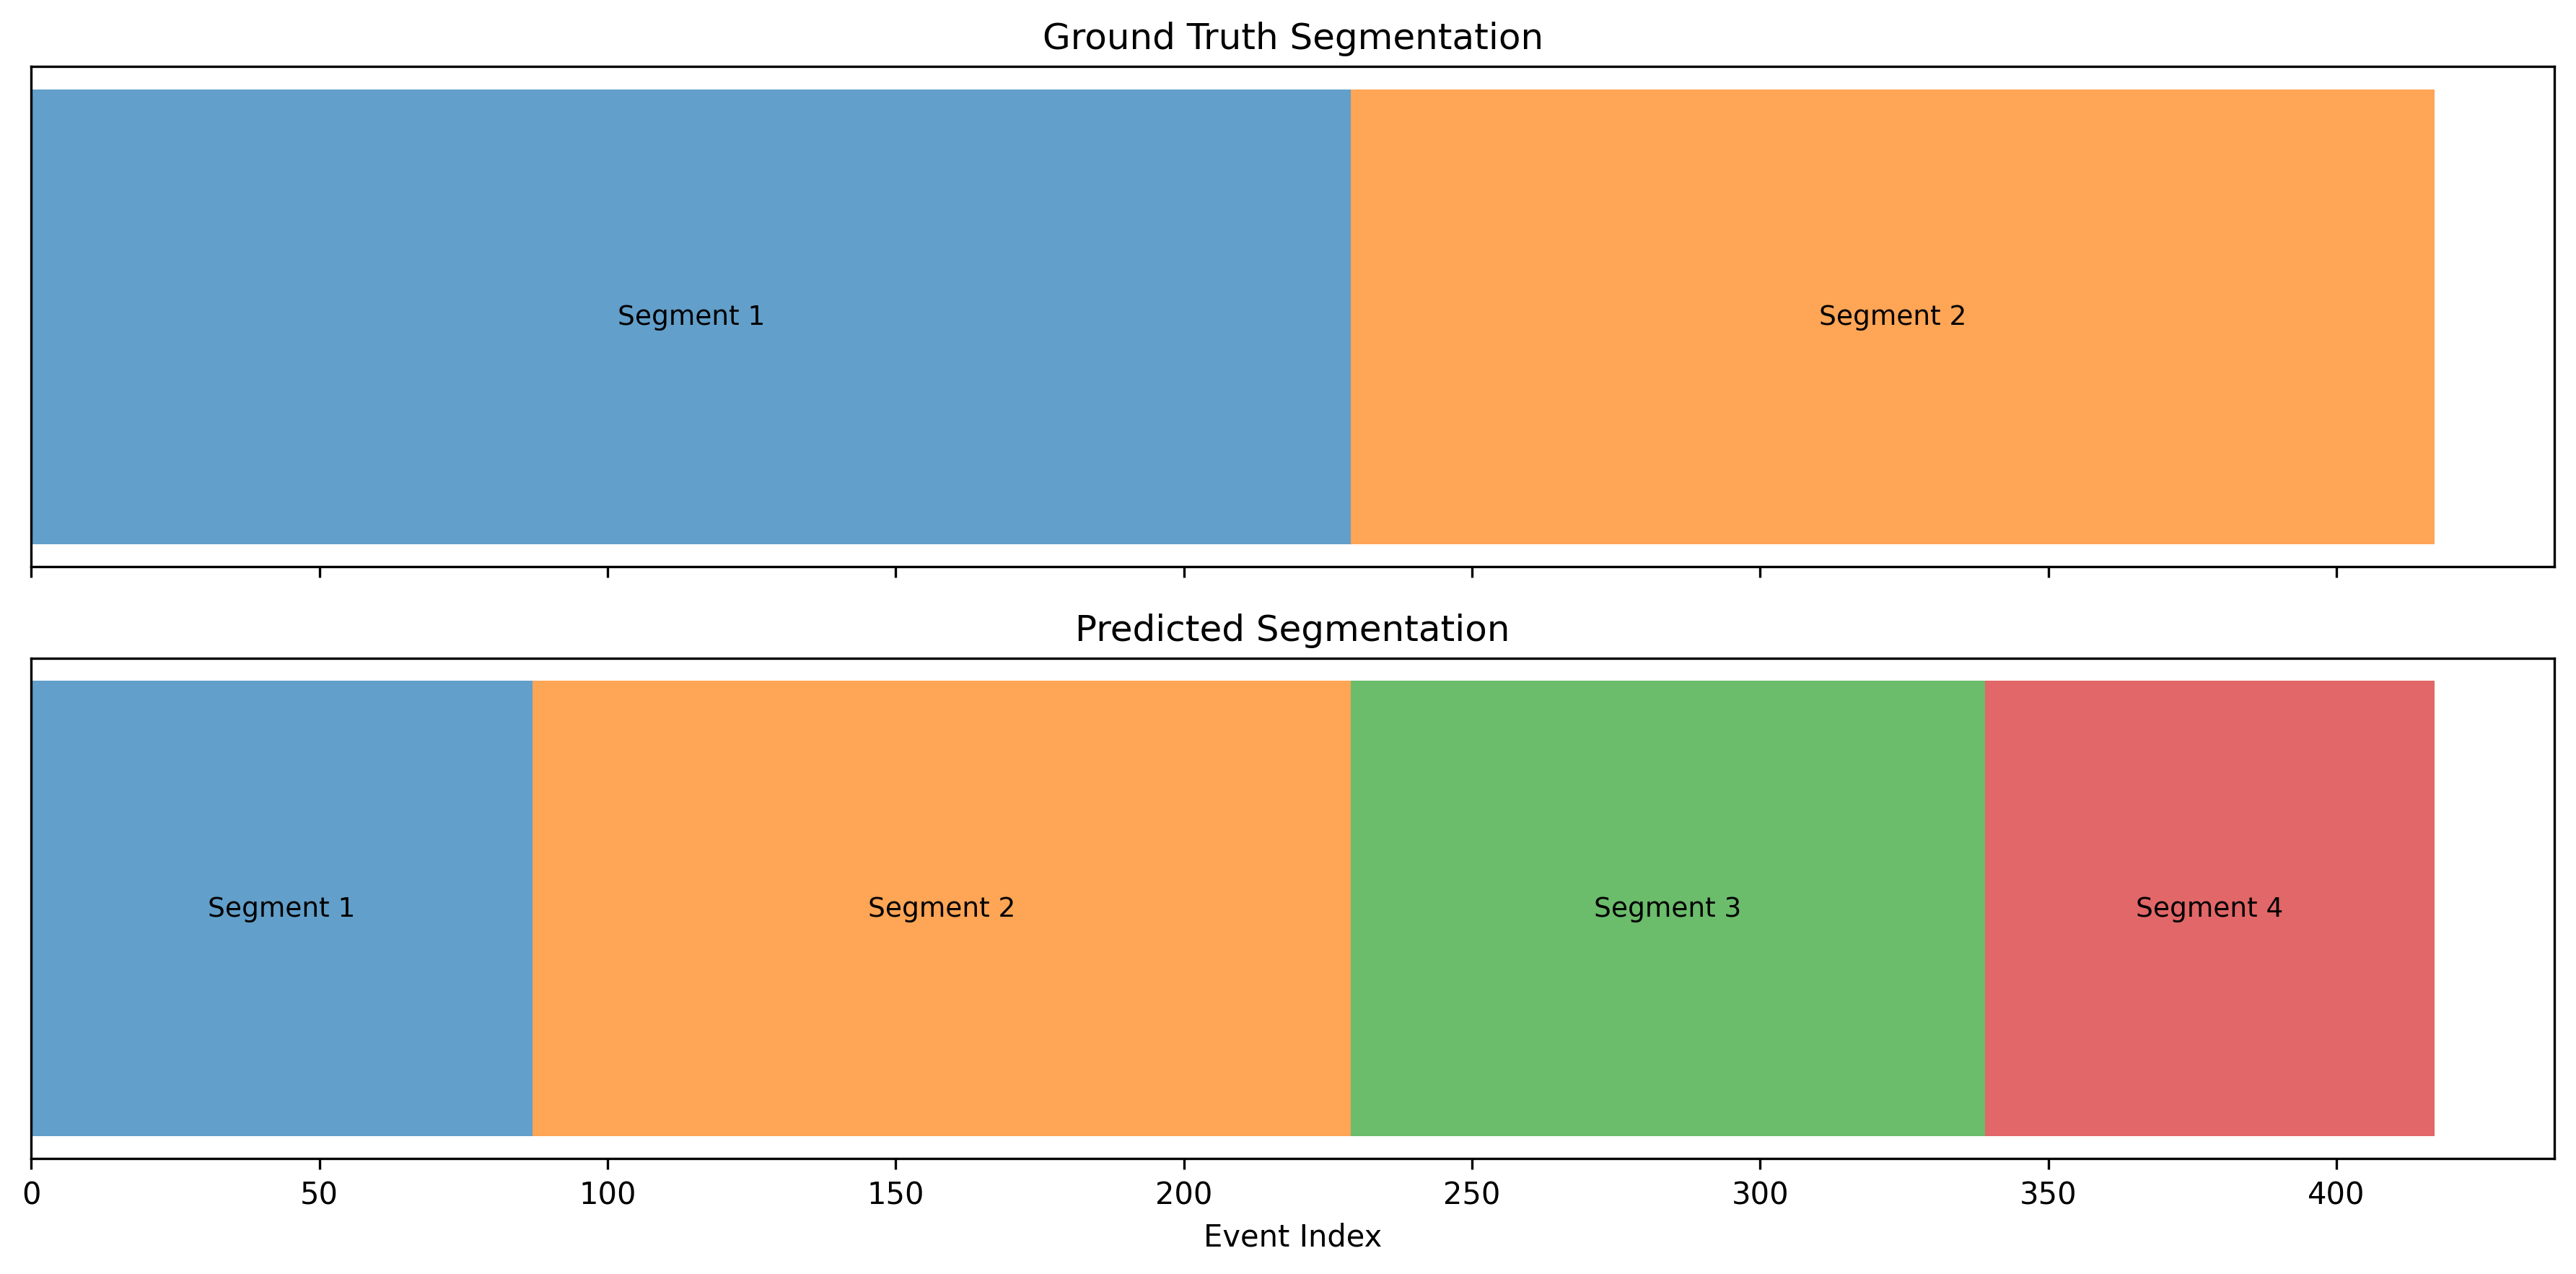 Ground Truth Segmentation
Segment 1 Segment 2
Predicted Segmentation
Segment 1 Segment 2 Segment 3 Segment 4
0 50 100 150 200 250 300 350 400
Event Index